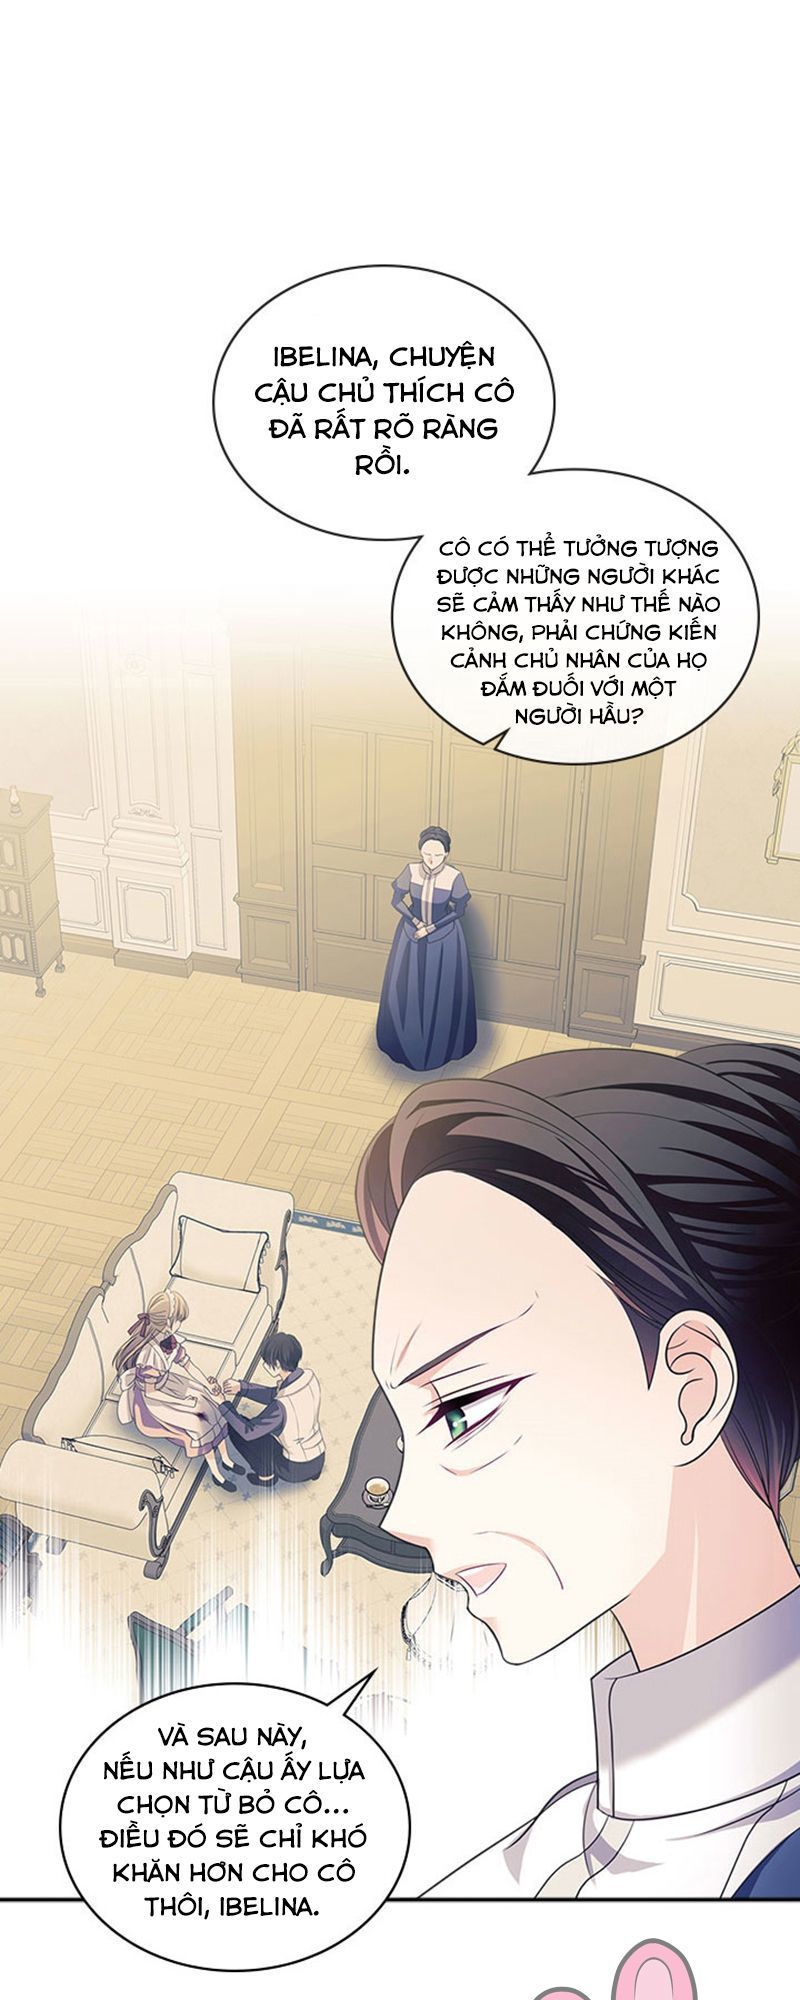 IBELINA, CHUYỆN
CẬU CHỦ THÍCH CÔ
ĐÃ RẤT RÕ RÀNG
RỒI.
CÔ CÓ THỂ TƯỞNG TƯỢNG
ĐƯỢC NHỮNG NGƯỜI KHÁC
SẼ CẢM THẤY NHƯ THẾ NÀO
KHÔNG, PHẢI CHỨNG KIẾN
CẢNH CHỦ NHÂN CỦA HỌ
ĐẮM ĐUỐI VỚI MỘT
NGƯỜI HẦU?
VÀ SAU NÀY,
NẾU NHƯ CẬU ẤY LỰA
CHỌN TỪ BỎ CÔ...
ĐIỀU ĐÓ SẼ CHỈ KHÓ
KHĂN HƠN CHO CÔ
THÔI, IBELINA.